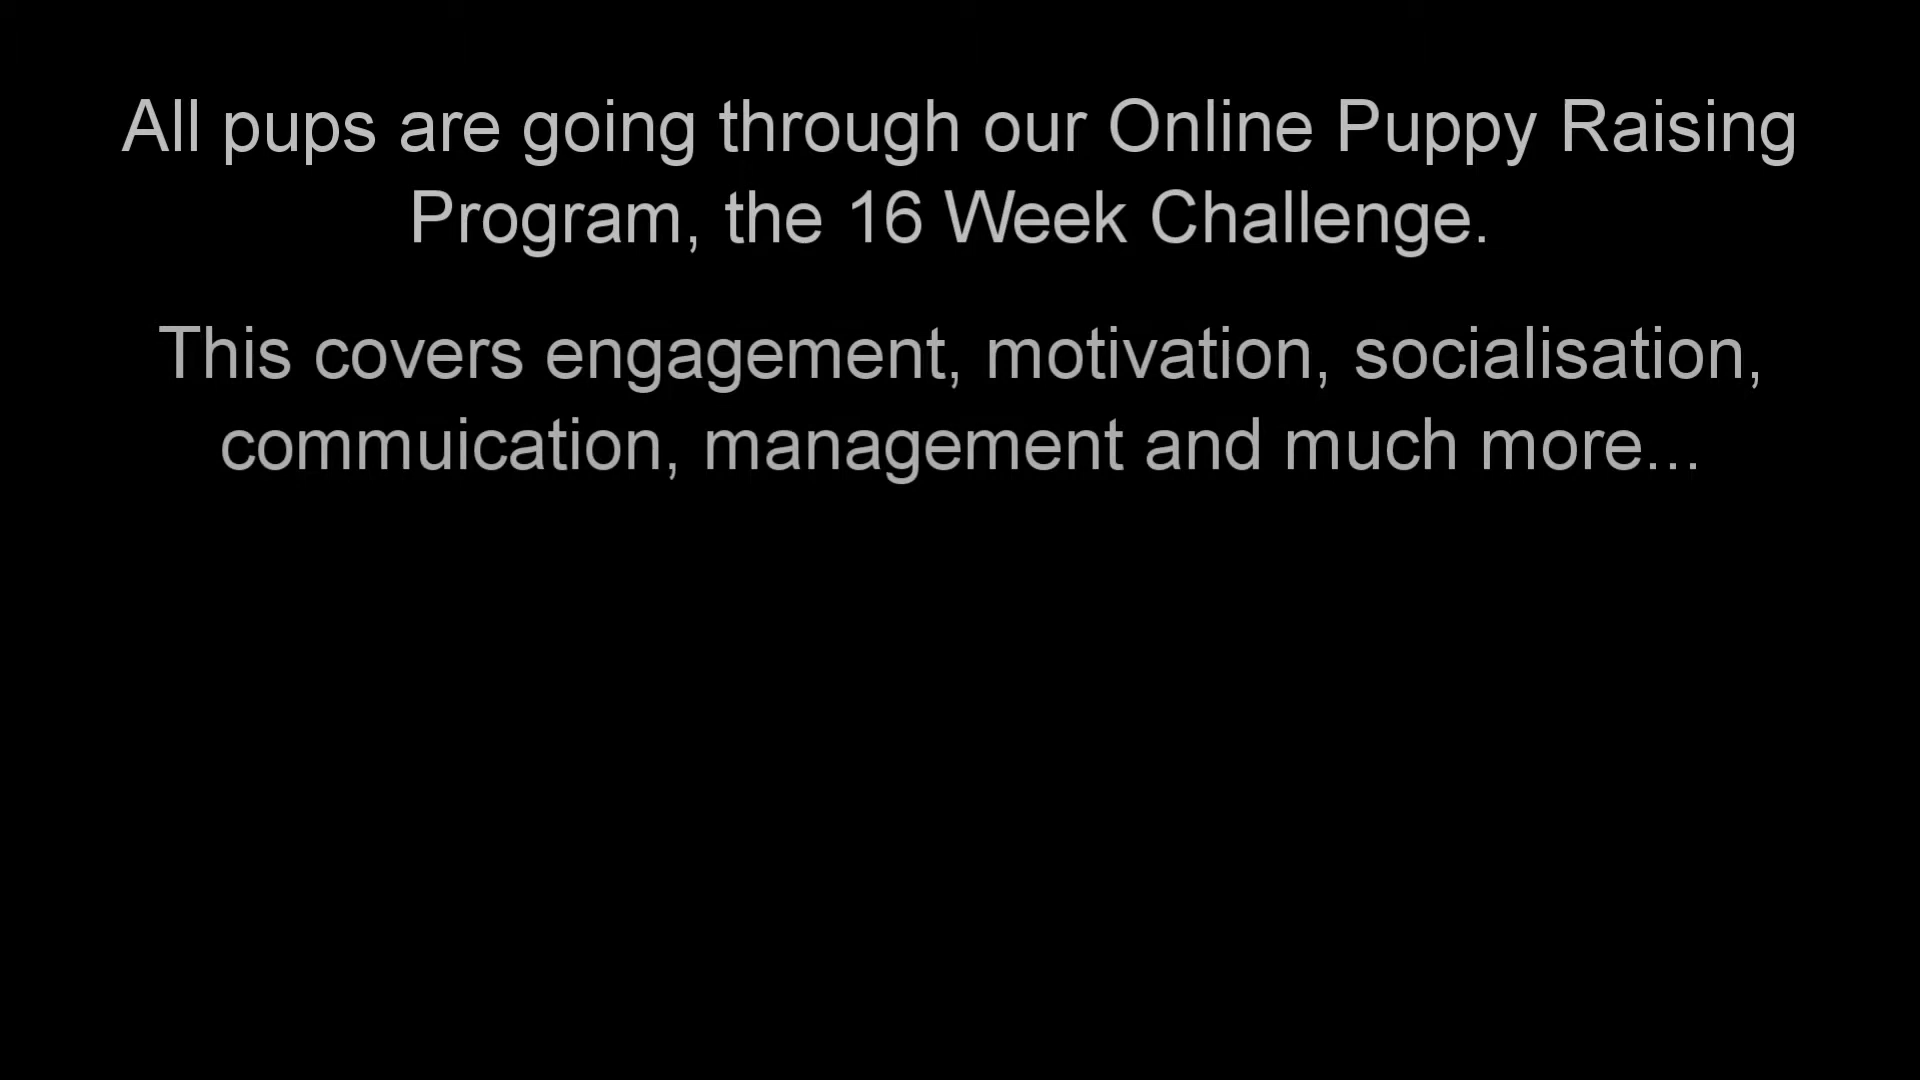 All pups are going through our Online Puppy Raising
Program, the 16 Week Challenge.
This covers engagement, motivation, socialisation,
commuication, management and much more...